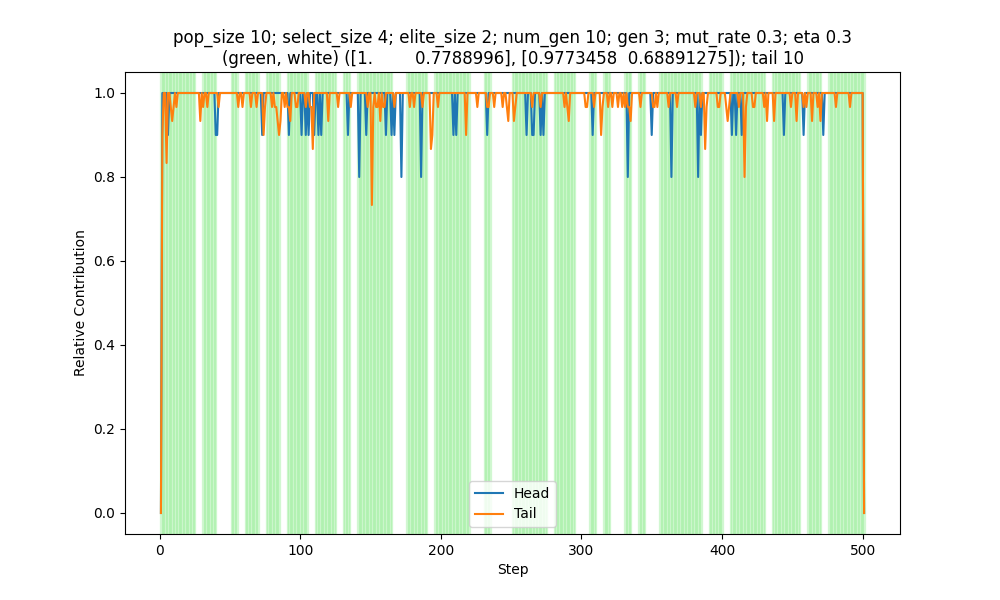 pop_size 10; select_size 4; elite_size 2; num_gen 10; gen 3; mut_rate 0.3; eta 0.3
(green, white) ([1.        0.7788996], [0.9773458  0.68891275]); tail 10
1.0
0.8
0.6
0.4
0.2
0.0
Relative Contribution
Head
Tail
0
100
200
300
400
500
Step